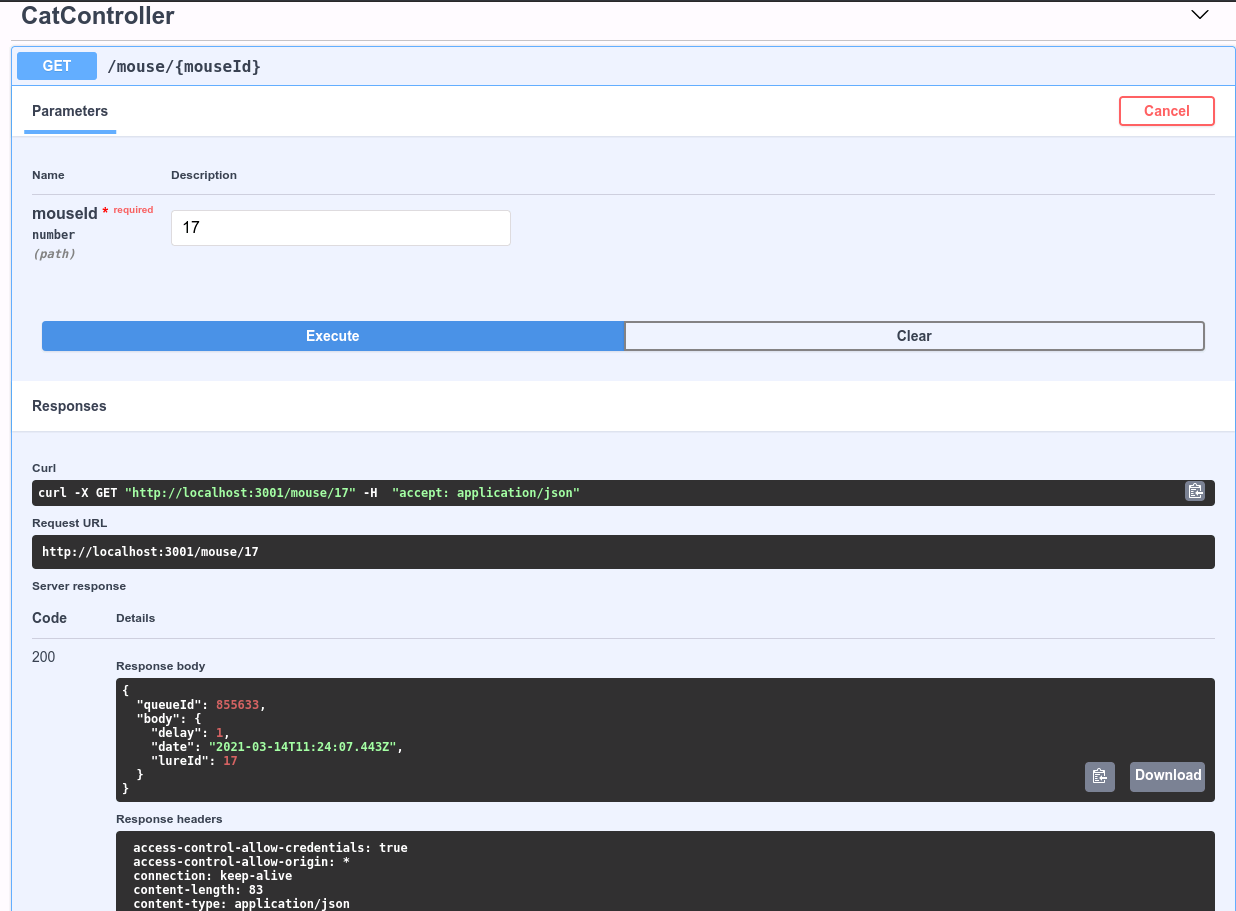 CatController
GET /mouse/{mouseId}
Parameters Cancel
Name Description
mouseId * required
17
number
(path)
Execute Clear
Responses
Curl
curl -X GET "http://localhost:3001/mouse/17" -H  "accept: application/json"
Request URL
http://localhost:3001/mouse/17
Server response
Code Details
200
Response body
{
  "queueId": 855633,
  "body": {
    "delay": 1,
    "date": "2021-03-14T11:24:07.443Z",
    "lureId": 17
  }
}
Download
Response headers
access-control-allow-credentials: true
access-control-allow-origin: *
connection: keep-alive
content-length: 83
content-type: application/json